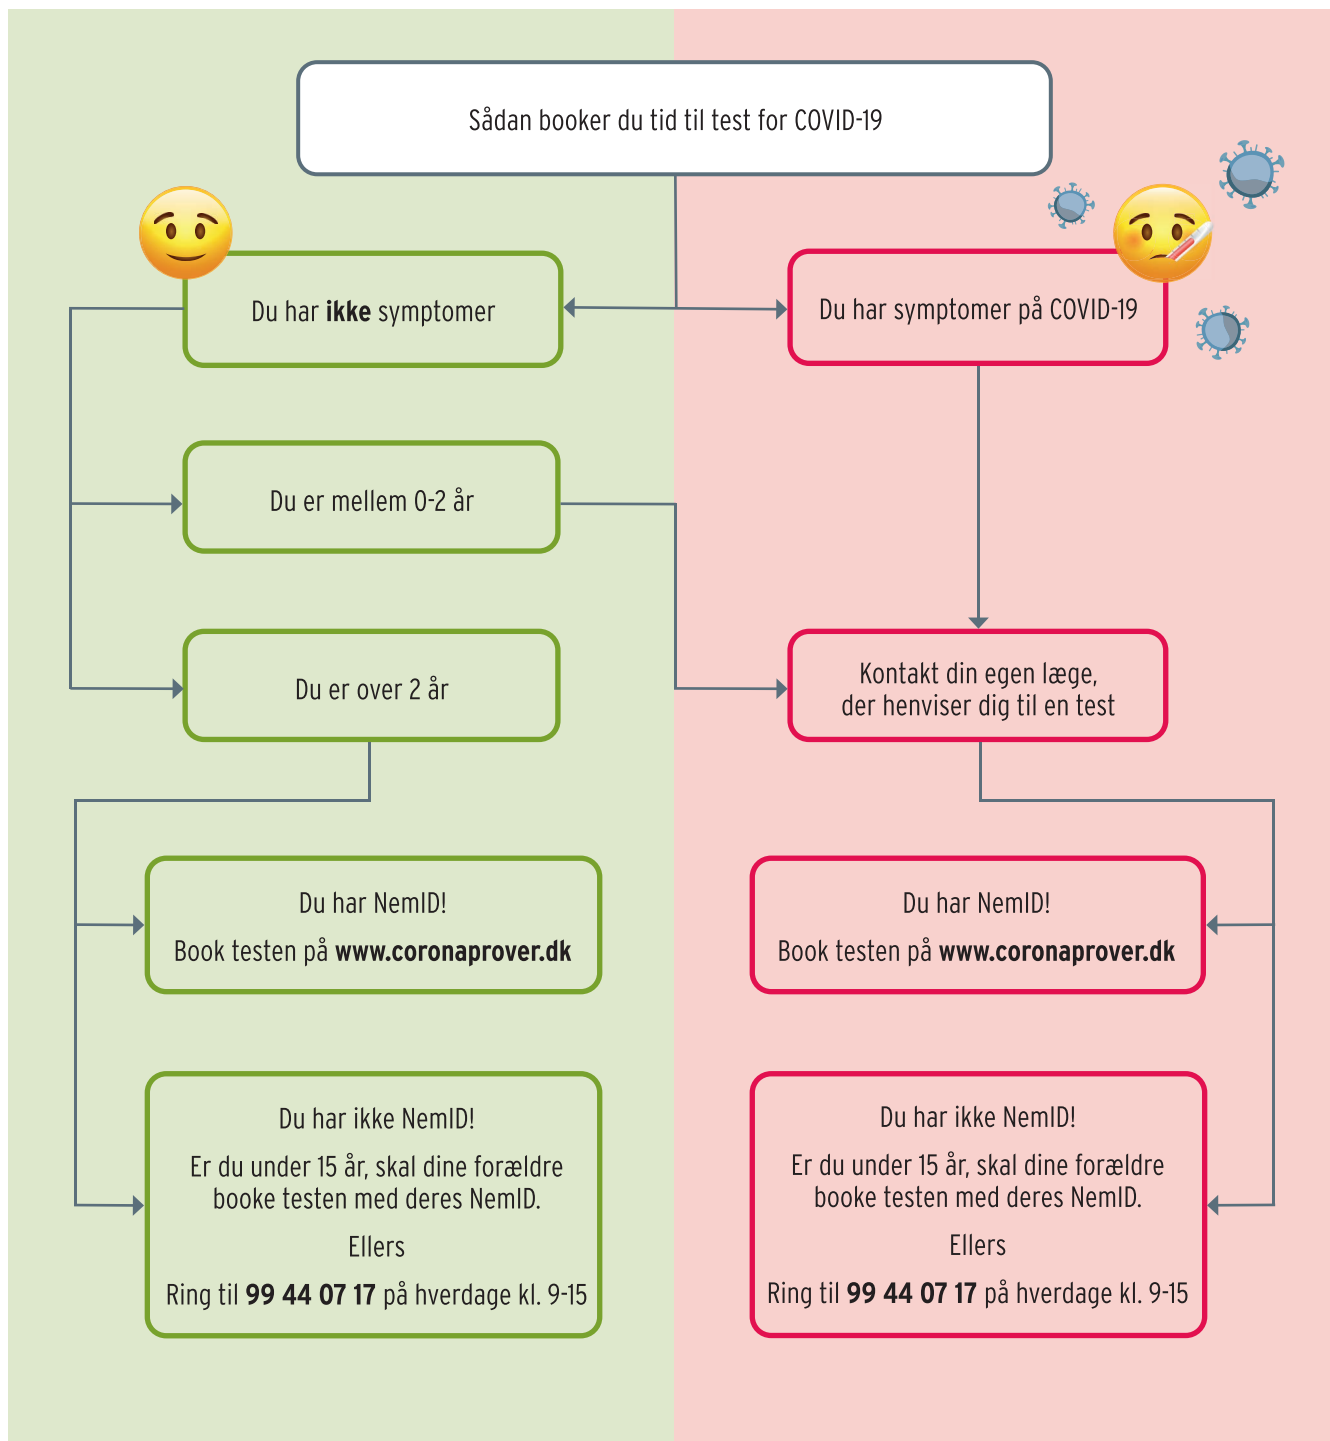 Sådan booker du tid til test for COVID-19
Du har ikke symptomer
Du har symptomer på COVID-19
Du er mellem 0-2 år
Du er over 2 år
Kontakt din egen læge,
der henviser dig til en test
Du har NemID!
Book testen på www.coronaprover.dk
Du har NemID!
Book testen på www.coronaprover.dk
Du har ikke NemID!
Er du under 15 år, skal dine forældre
booke testen med deres NemID.
Ellers
Ring til 99 44 07 17 på hverdage kl. 9-15
Du har ikke NemID!
Er du under 15 år, skal dine forældre
booke testen med deres NemID.
Ellers
Ring til 99 44 07 17 på hverdage kl. 9-15